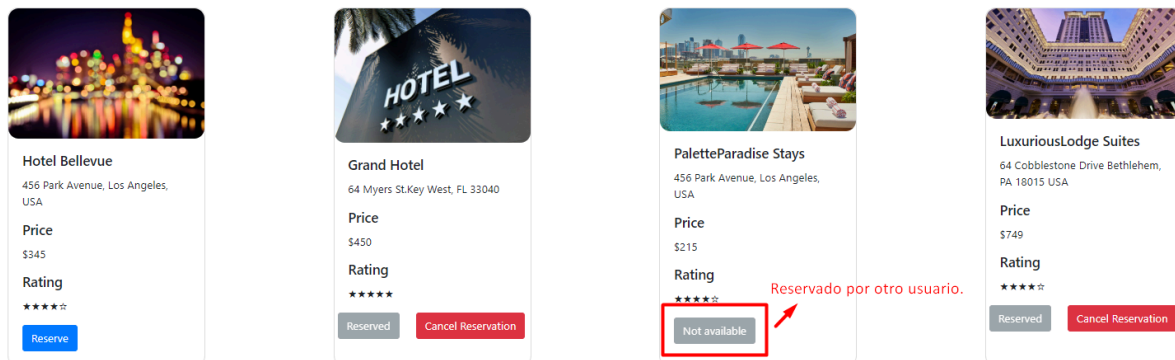 Hotel Bellevue
456 Park Avenue, Los Angeles,
USA
Price
$345
Rating
★★★★☆
Reserve
HOTEL
★★★★★
Grand Hotel
64 Myers St.Key West, FL 33040
Price
$450
Rating
★★★★★
Reserved
Cancel Reservation
PaletteParadise Stays
456 Park Avenue, Los Angeles,
USA
Price
$215
Rating
★★★★☆
Not available
Reservado por otro usuario.
LuxuriousLodge Suites
64 Cobblestone Drive Bethlehem,
PA 18015 USA
Price
$749
Rating
★★★★☆
Reserved
Cancel Reservation